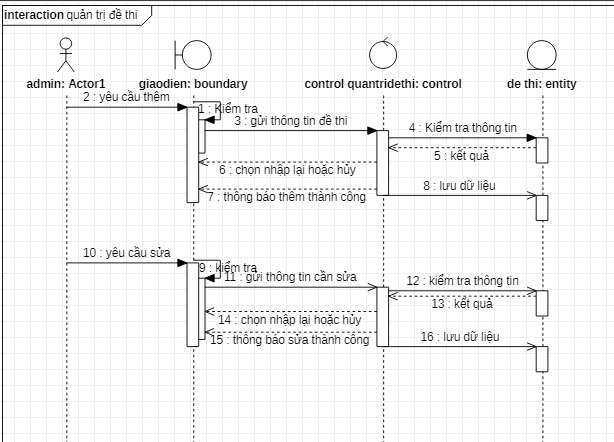 interaction quản trị đề thi
admin: Actor1
giaodien: boundary
control quantridethi: control
de thi: entity
2 : yêu cầu thêm
1 : Kiểm tra
3 : gửi thông tin đề thi
4 : Kiểm tra thông tin
5 : kết quả
6 : chọn nhập lại hoặc hủy
7 : thông báo thêm thành công
8 : lưu dữ liệu
10 : yêu cầu sửa
9 : kiểm tra
11 : gửi thông tin cần sửa
12 : kiểm tra thông tin
13 : kết quả
14 : chọn nhập lại hoặc hủy
15 : thông báo sửa thành công
16 : lưu dữ liệu